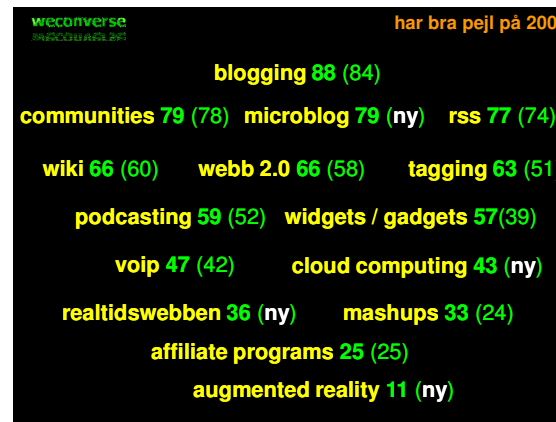 weconverse
har bra pejl på 200
blogging 88 (84)
communities 79 (78) microblog 79 (ny) rss 77 (74)
wiki 66 (60) webb 2.0 66 (58) tagging 63 (51
podcasting 59 (52) widgets / gadgets 57(39)
voip 47 (42) cloud computing 43 (ny)
realtidswebben 36 (ny) mashups 33 (24)
affiliate programs 25 (25)
augmented reality 11 (ny)